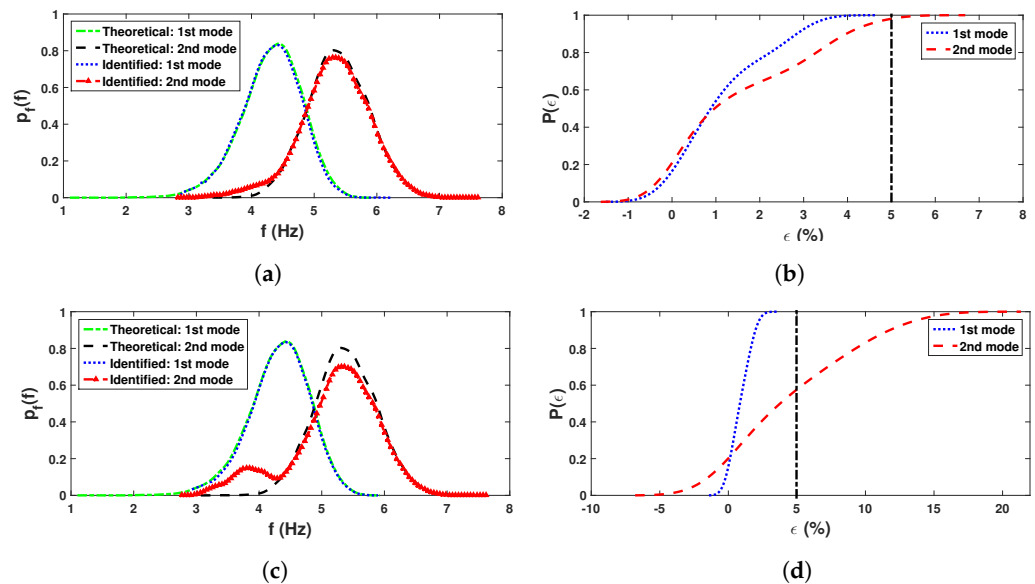 Theoretical: 1st mode
Theoretical: 2nd mode
Identified: 1st mode
Identified: 2nd mode
p_f(f)
1
0.8
0.6
0.4
0.2
0
1 2 3 4 5 6 7 8
f (Hz)
(a)
1st mode
2nd mode
P(ϵ)
1
0.8
0.6
0.4
0.2
0
-2 -1 0 1 2 3 4 5 6 7 8
ϵ (%)
(b)
Theoretical: 1st mode
Theoretical: 2nd mode
Identified: 1st mode
Identified: 2nd mode
p_f(f)
1
0.8
0.6
0.4
0.2
0
1 2 3 4 5 6 7 8
f (Hz)
(c)
1st mode
2nd mode
P(ϵ)
1
0.8
0.6
0.4
0.2
0
-10 -5 0 5 10 15 20
ϵ (%)
(d)